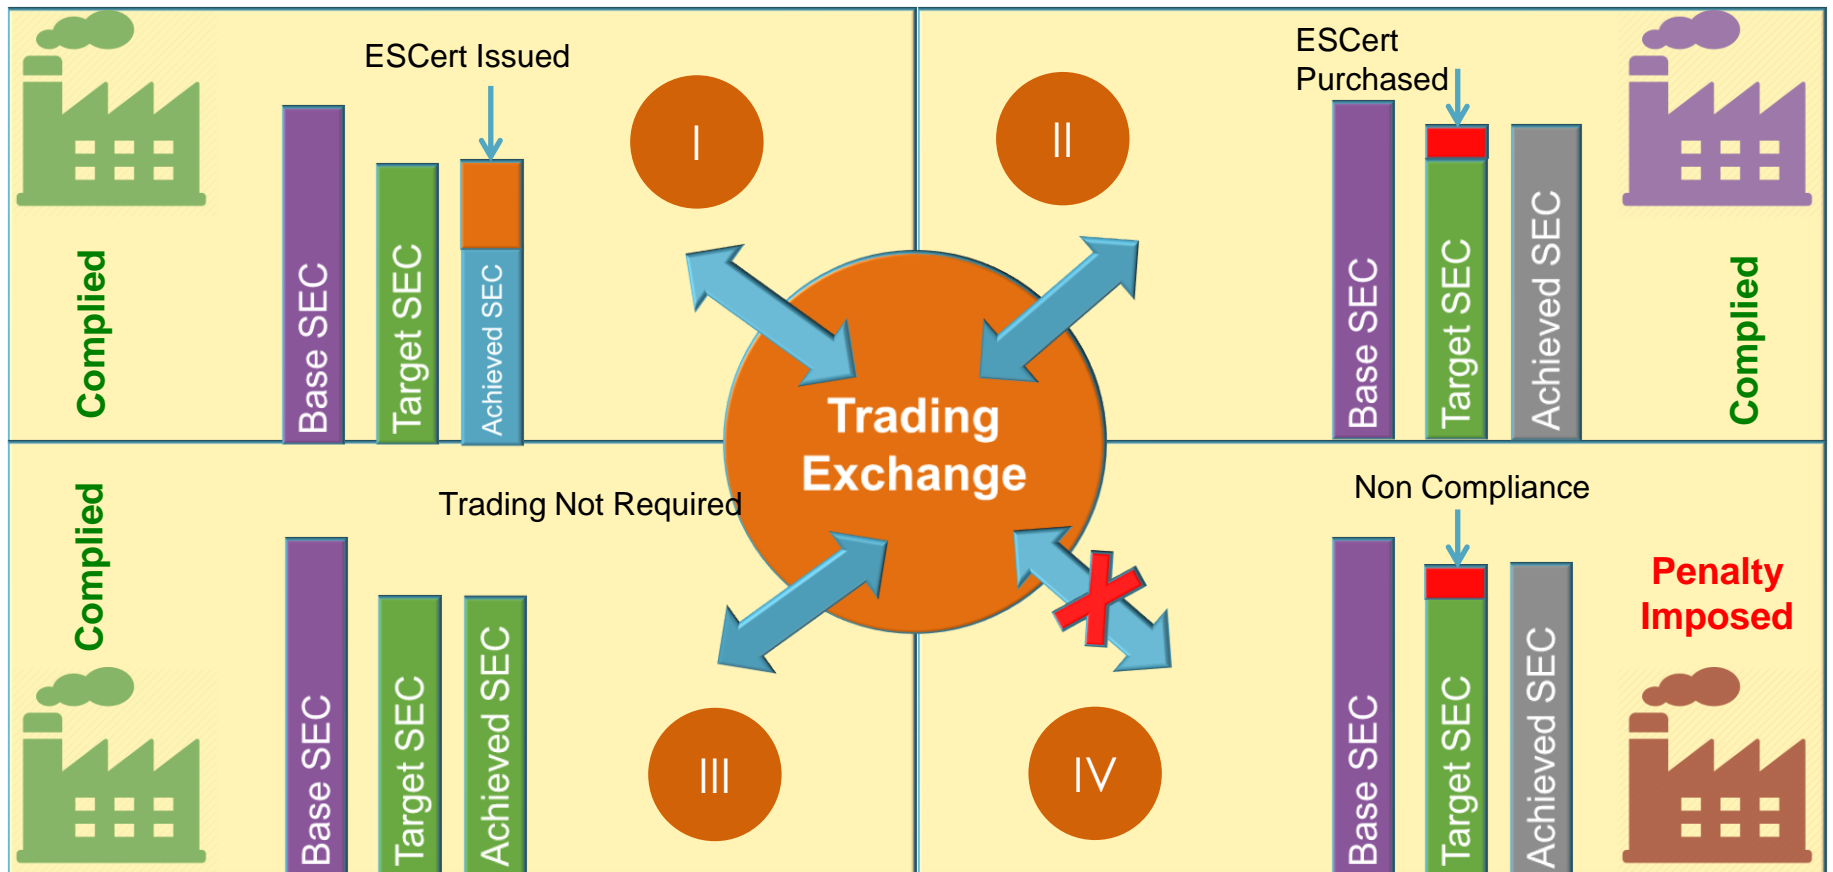 ESCert Issued
I
Complied
Base SEC
Target SEC
Achieved SEC
ESCert
Purchased
II
Base SEC
Target SEC
Achieved SEC
Complied
Trading
Exchange
Complied
Trading Not Required
Base SEC
Target SEC
Achieved SEC
III
Non Compliance
IV
Base SEC
Target SEC
Achieved SEC
Penalty
Imposed